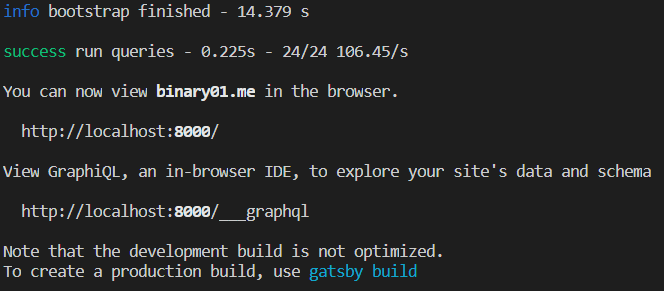 info bootstrap finished - 14.379 s
success run queries - 0.225s - 24/24 106.45/s
You can now view binary01.me in the browser.
http://localhost:8000/
View GraphiQL, an in-browser IDE, to explore your site's data and schema
http://localhost:8000/___graphql
Note that the development build is not optimized.
To create a production build, use gatsby build